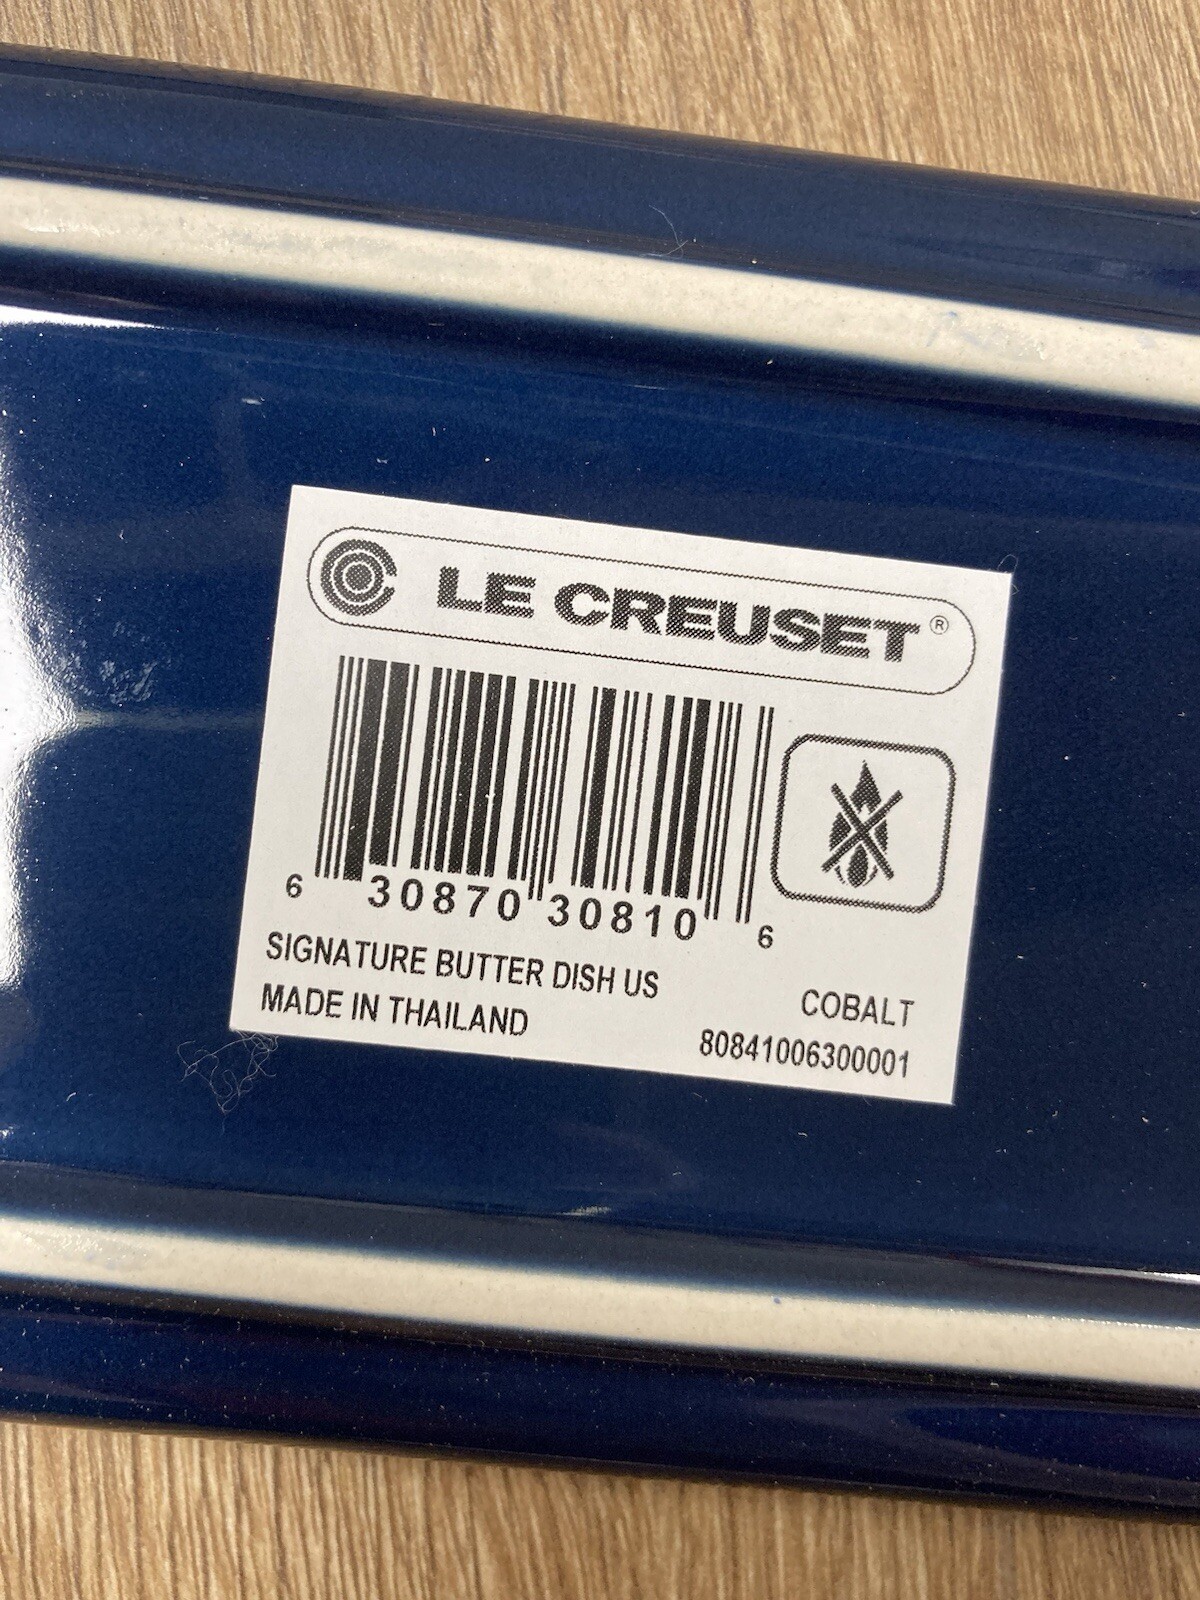 LE CREUSET®
6 30870 30810 6
SIGNATURE BUTTER DISH US
MADE IN THAILAND
COBALT
80841006300001